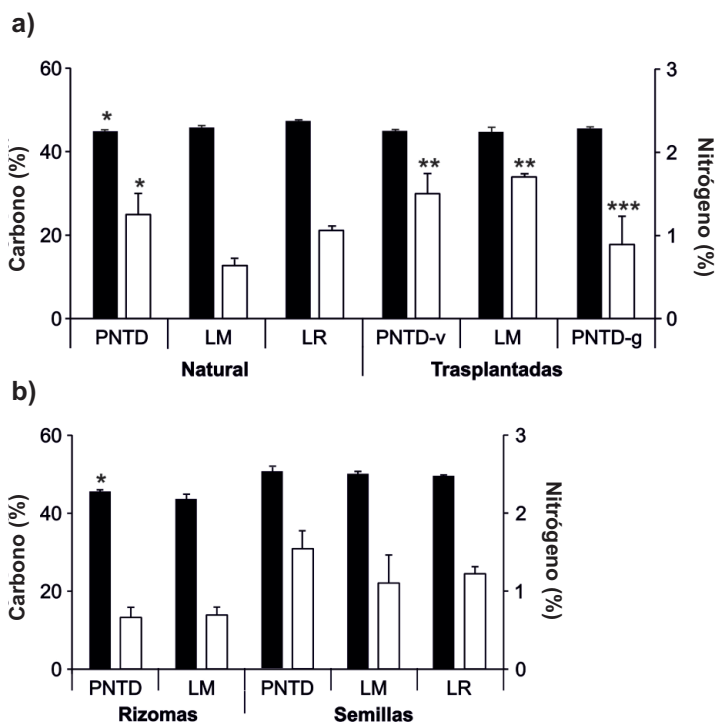 a)
60
40
20
0
Carbono (%)
3
2
1
0
Nitrógeno (%)
*
*
**
**
***
PNTD LM LR PNTD-v LM PNTD-g
Natural Trasplantadas
b)
60
40
20
0
Carbono (%)
3
2
1
0
Nitrógeno (%)
*
PNTD LM PNTD LM LR
Rizomas Semillas